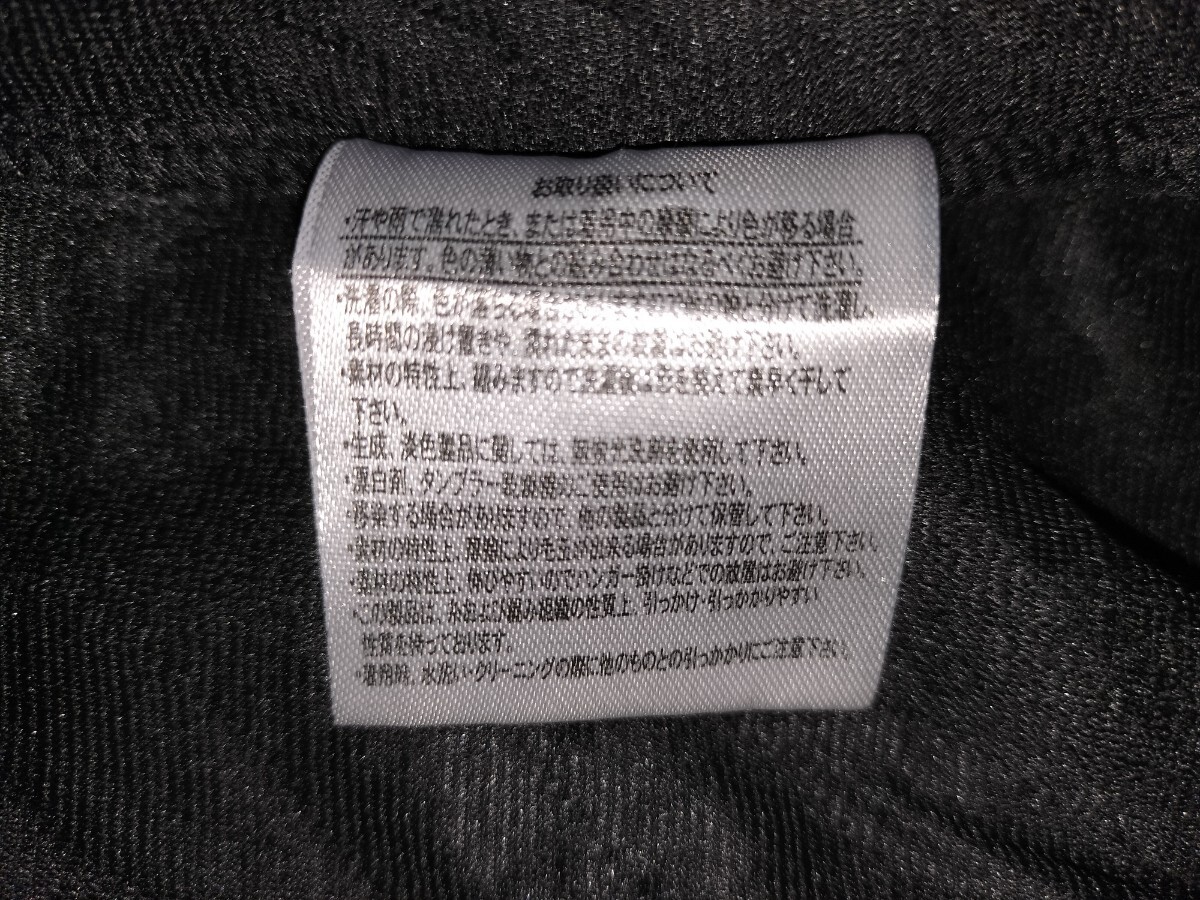 お取り扱いについて
・汗や雨で濡れたとき、または着用中の摩擦により色が移る場合
があります。色の薄い物との組み合わせはなるべくお避け下さい。
・洗濯の際、色が
長時間の浸け置きや、濡れた
・素材の特性上、縮みますので
下さい。
・生成、淡色製品に関しては、蛍光
・漂白剤、タンブラー乾燥機のご使用はお避け下さい。
移染する場合がありますので、他の製品と分けて保管して下さい。
・素材の特性上、摩擦により毛玉が出来る場合がありますので、ご注意下さい。
・素材の特性上、伸びやすいのでハンガー掛けなどでの放置はお避け下さい。
・この製品は、糸および編み組織の性質上、引っかけ・引っかかりやすい
性質を持っております。
・着用時、水洗い・クリーニングの際に他のものとの引っかかりにご注意下さい。